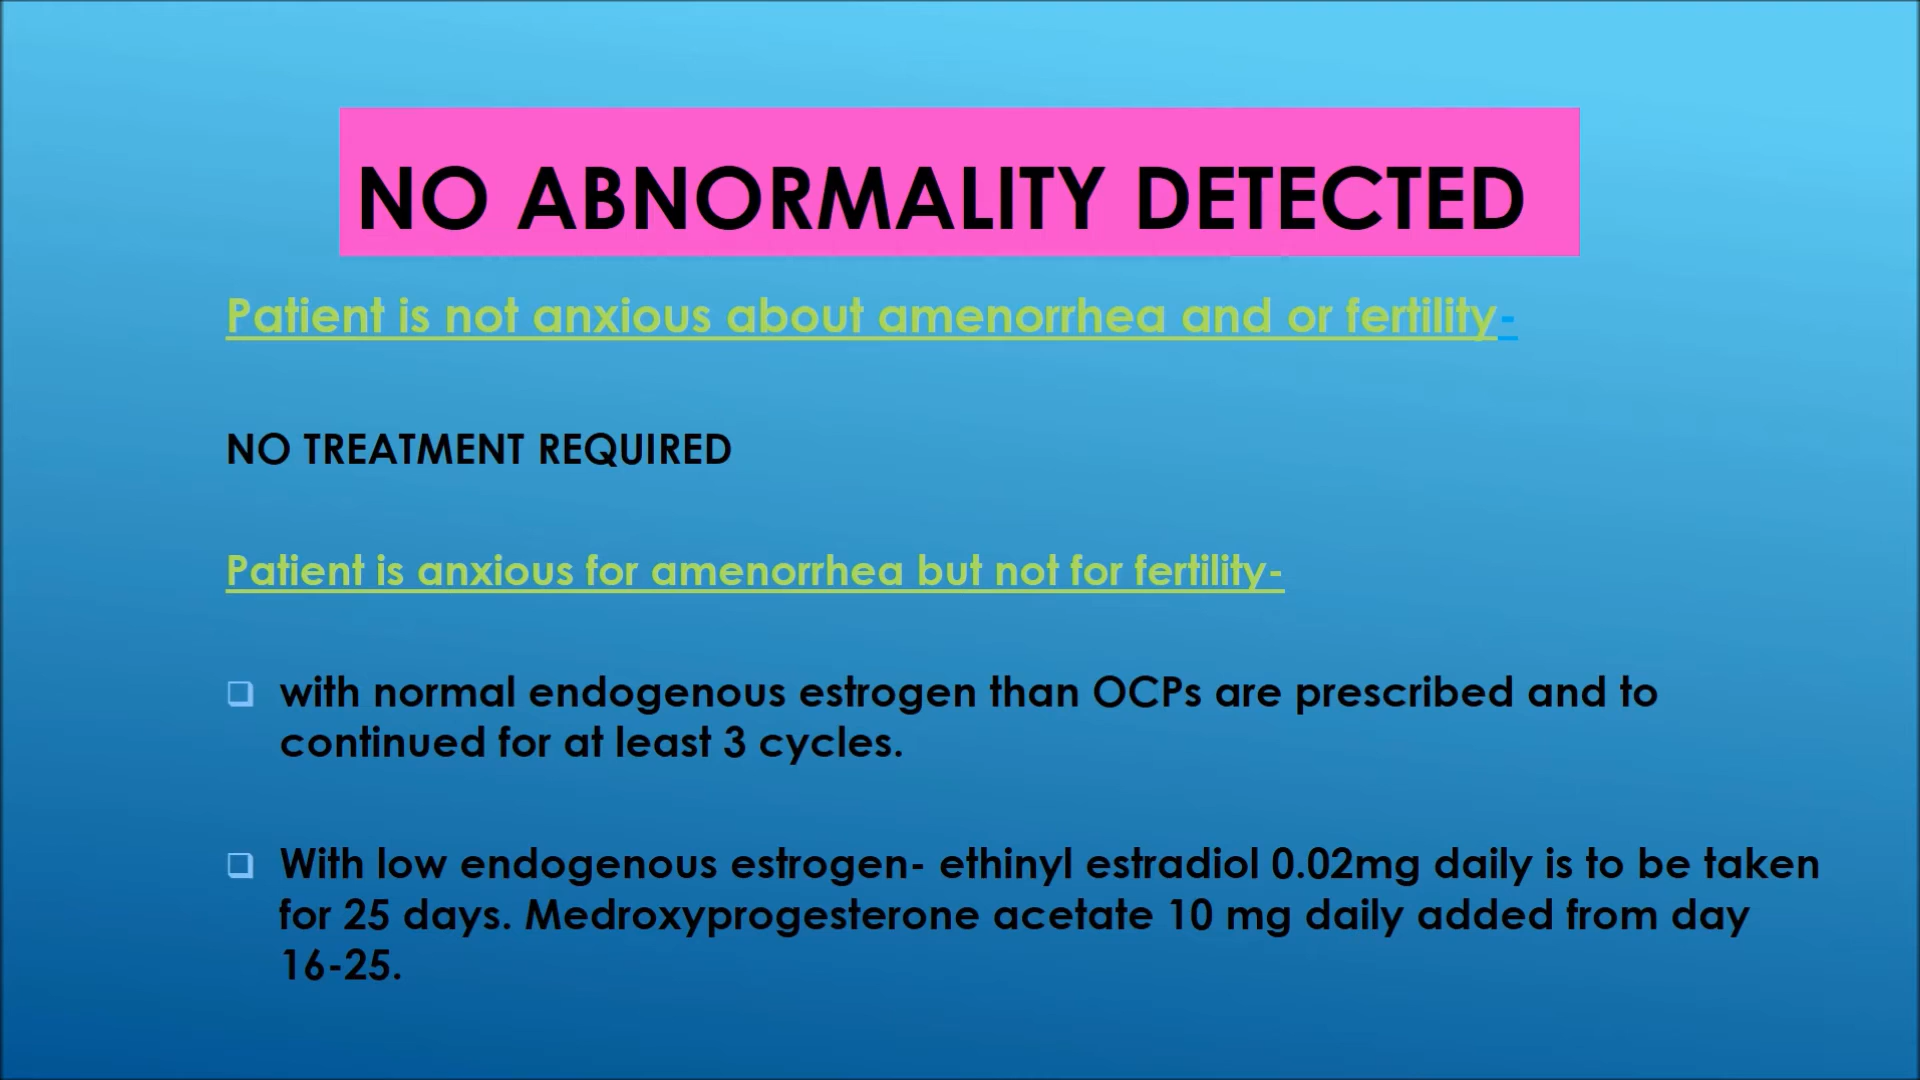 NO ABNORMALITY DETECTED
Patient is not anxious about amenorrhea and or fertility-
NO TREATMENT REQUIRED
Patient is anxious for amenorrhea but not for fertility-
with normal endogenous estrogen than OCPs are prescribed and to
continued for at least 3 cycles.
With low endogenous estrogen- ethinyl estradiol 0.02mg daily is to be taken
for 25 days. Medroxyprogesterone acetate 10 mg daily added from day
16-25.